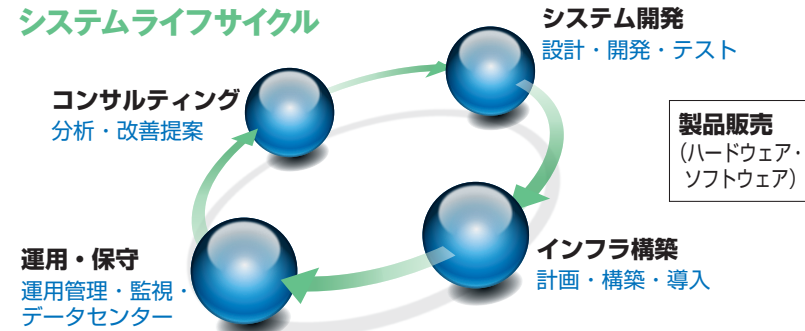 システムライフサイクル
システム開発
設計・開発・テスト
コンサルティング
分析・改善提案
製品販売
（ハードウェア・
ソフトウェア）
インフラ構築
計画・構築・導入
運用・保守
運用管理・監視・
データセンター